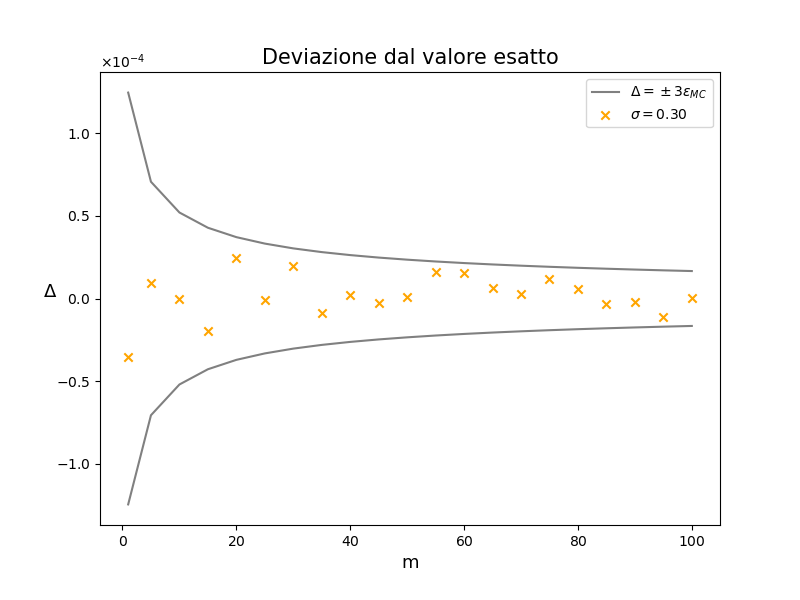 Deviazione dal valore esatto
×10⁻⁴
Δ = ±3ε_MC
σ = 0.30
1.0
0.5
0.0
−0.5
−1.0
Δ
0 20 40 60 80 100
m